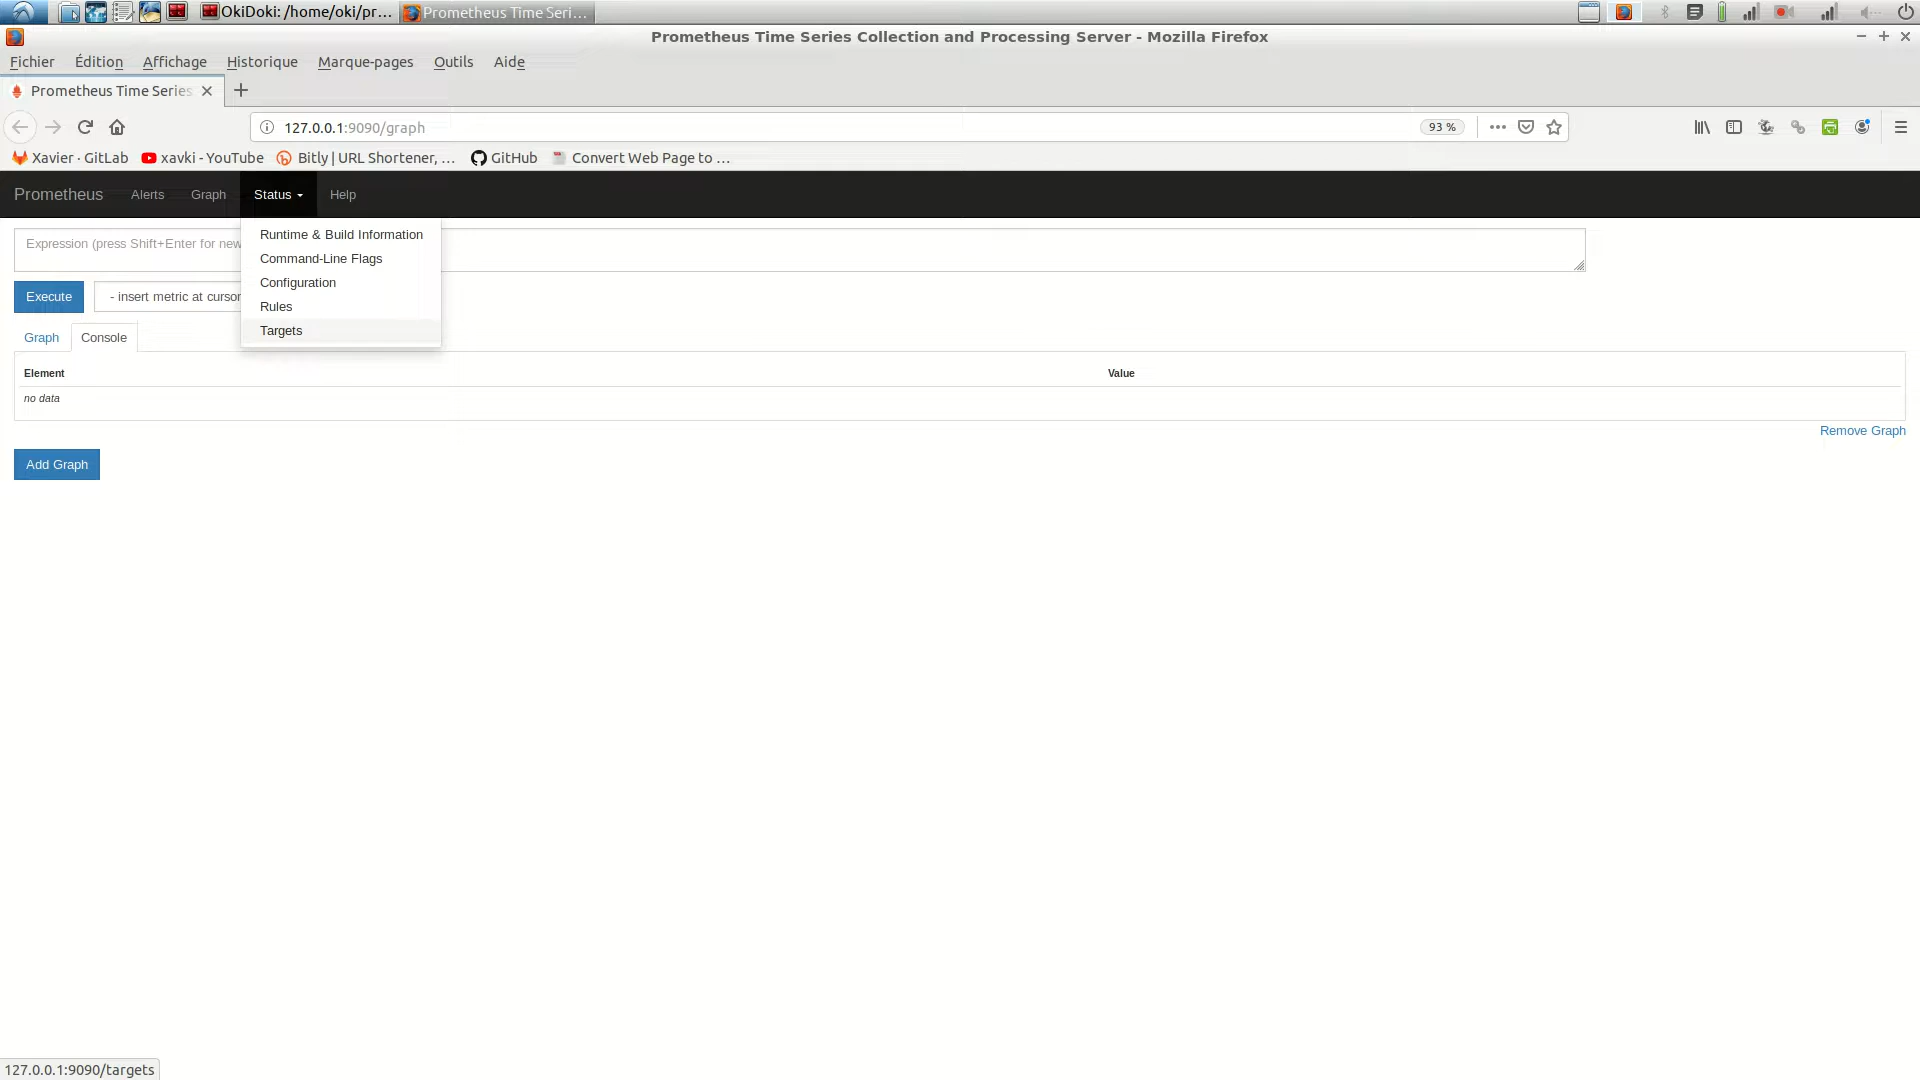 OkiDoki: /home/oki/pr...
Prometheus Time Seri...
Prometheus Time Series Collection and Processing Server - Mozilla Firefox
Fichier Édition Affichage Historique Marque-pages Outils Aide
Prometheus Time Series
127.0.0.1:9090/graph
93 %
Xavier · GitLab
xavki - YouTube
Bitly | URL Shortener, ...
GitHub
Convert Web Page to ...
Prometheus Alerts Graph Status Help
Runtime & Build Information
Command-Line Flags
Configuration
Rules
Targets
Expression (press Shift+Enter for new
Execute
- insert metric at cursor
Graph Console
Element Value
no data
Remove Graph
Add Graph
127.0.0.1:9090/targets